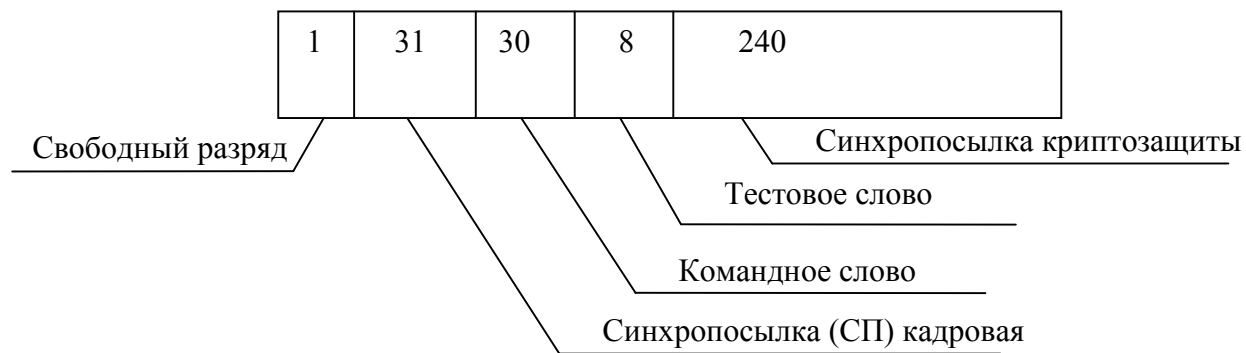 1 31 30 8 240
Свободный разряд
Синхропосылка криптозащиты
Тестовое слово
Командное слово
Синхропосылка (СП) кадровая